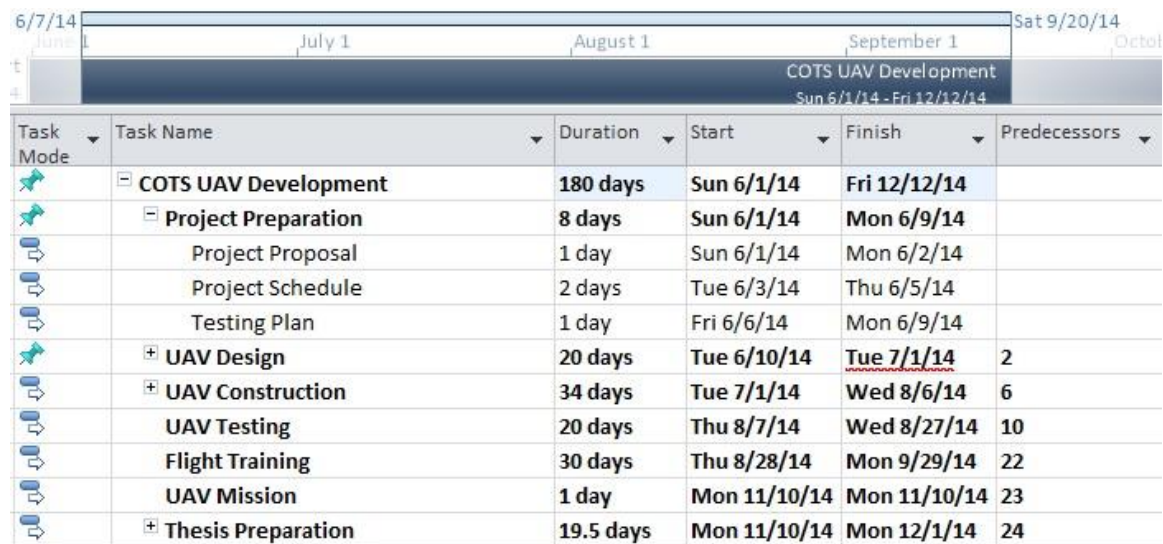 6/7/14 Sat 9/20/14
June 1 July 1 August 1 September 1
COTS UAV Development
Sun 6/1/14 - Fri 12/12/14
Task Mode Task Name Duration Start Finish Predecessors
COTS UAV Development 180 days Sun 6/1/14 Fri 12/12/14
Project Preparation 8 days Sun 6/1/14 Mon 6/9/14
Project Proposal 1 day Sun 6/1/14 Mon 6/2/14
Project Schedule 2 days Tue 6/3/14 Thu 6/5/14
Testing Plan 1 day Fri 6/6/14 Mon 6/9/14
UAV Design 20 days Tue 6/10/14 Tue 7/1/14 2
UAV Construction 34 days Tue 7/1/14 Wed 8/6/14 6
UAV Testing 20 days Thu 8/7/14 Wed 8/27/14 10
Flight Training 30 days Thu 8/28/14 Mon 9/29/14 22
UAV Mission 1 day Mon 11/10/14 Mon 11/10/14 23
Thesis Preparation 19.5 days Mon 11/10/14 Mon 12/1/14 24